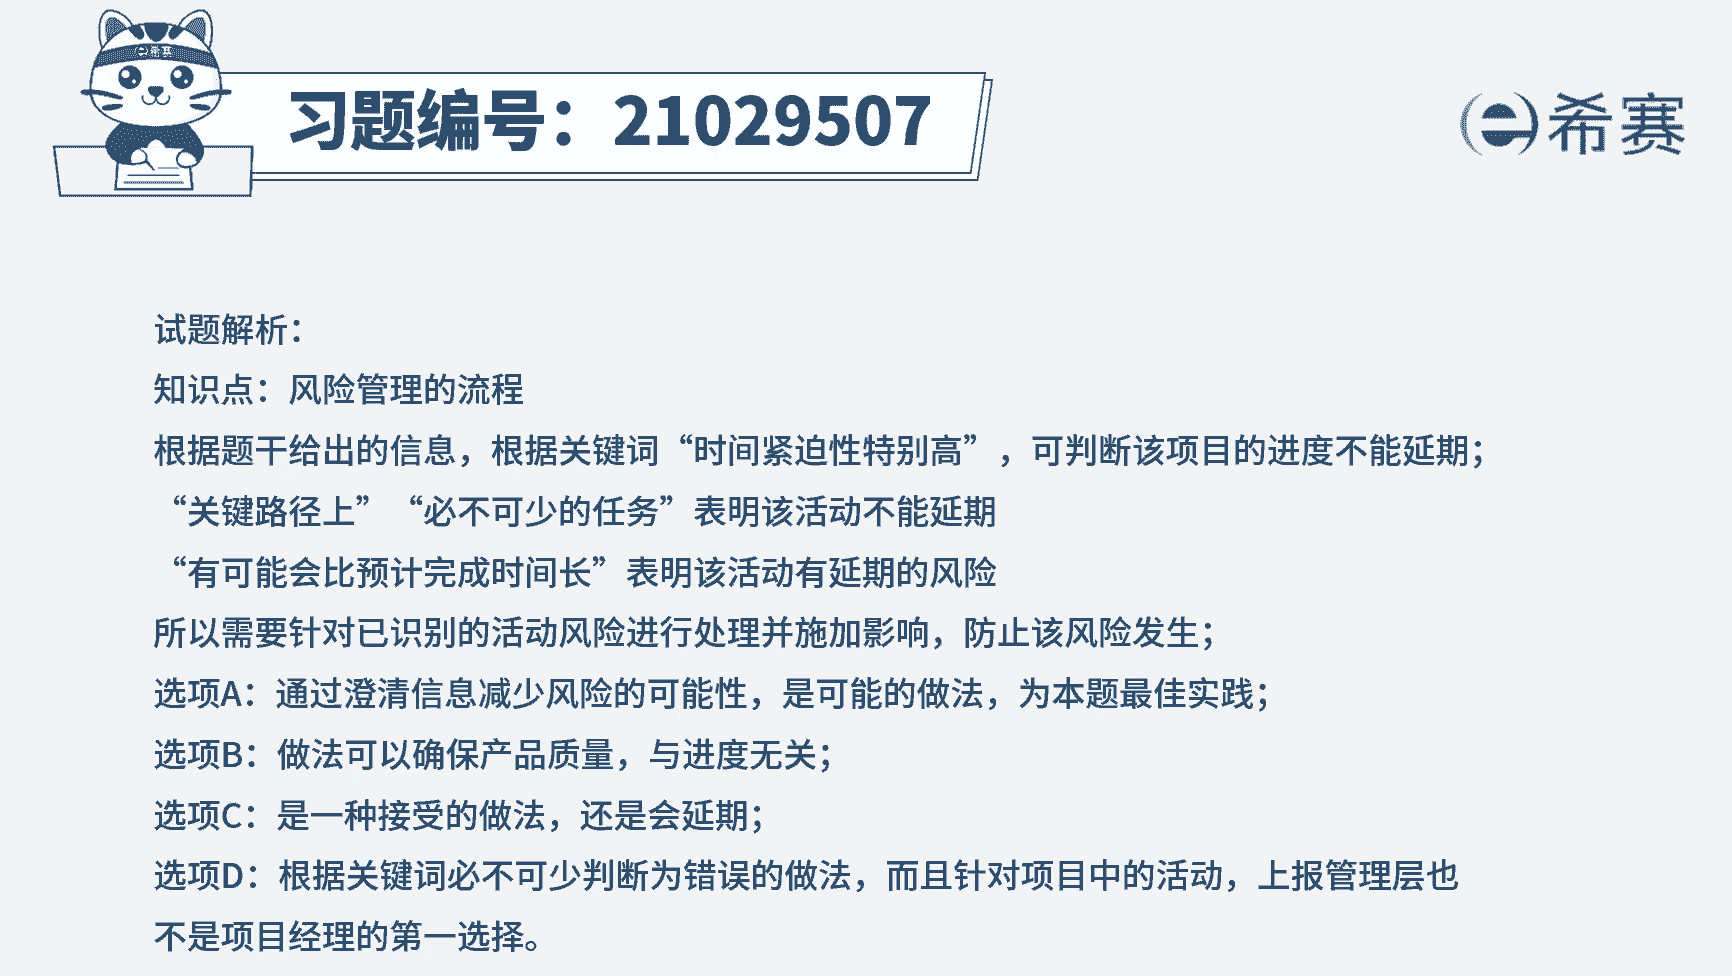 希赛
习题编号：21029507
希赛
试题解析：
知识点：风险管理的流程
根据题干给出的信息，根据关键词“时间紧迫性特别高”，可判断该项目的进度不能延期；
“关键路径上”“必不可少的任务”表明该活动不能延期
“有可能会比预计完成时间长”表明该活动有延期的风险
所以需要针对已识别的活动风险进行处理并施加影响，防止该风险发生；
选项A：通过澄清信息减少风险的可能性，是可能的做法，为本题最佳实践；
选项B：做法可以确保产品质量，与进度无关；
选项C：是一种接受的做法，还是会延期；
选项D：根据关键词必不可少判断为错误的做法，而且针对项目中的活动，上报管理层也
不是项目经理的第一选择。